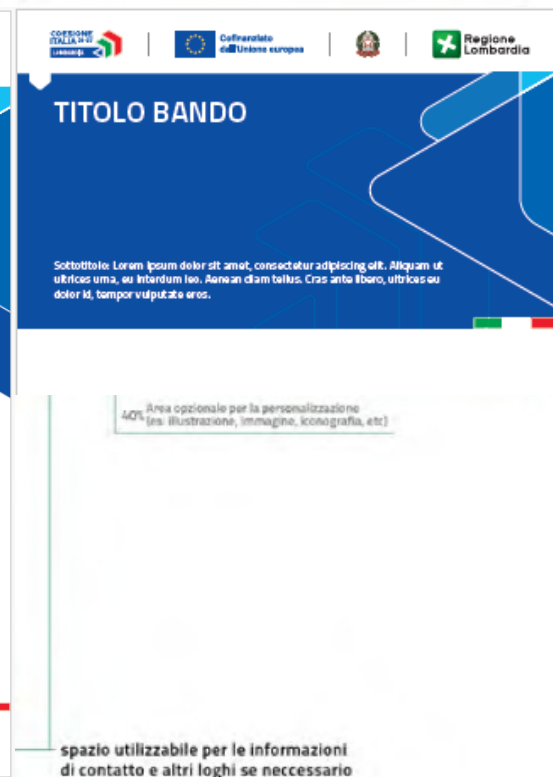 COESIONE
ITALIA 21-27
LOMBARDIA
Cofinanziato
dall'Unione europea
Regione
Lombardia
TITOLO BANDO
Sottotitolo: Lorem ipsum dolor sit amet, consectetur adipiscing elit. Aliquam ut
ultrices urna, eu interdum leo. Aenean diam tellus. Cras ante libero, ultrices eu
dolor id, tempor vulputate eros.
40% Area opzionale per la personalizzazione
(es: illustrazione, immagine, iconografia, etc)
spazio utilizzabile per le informazioni
di contatto e altri loghi se neccessario